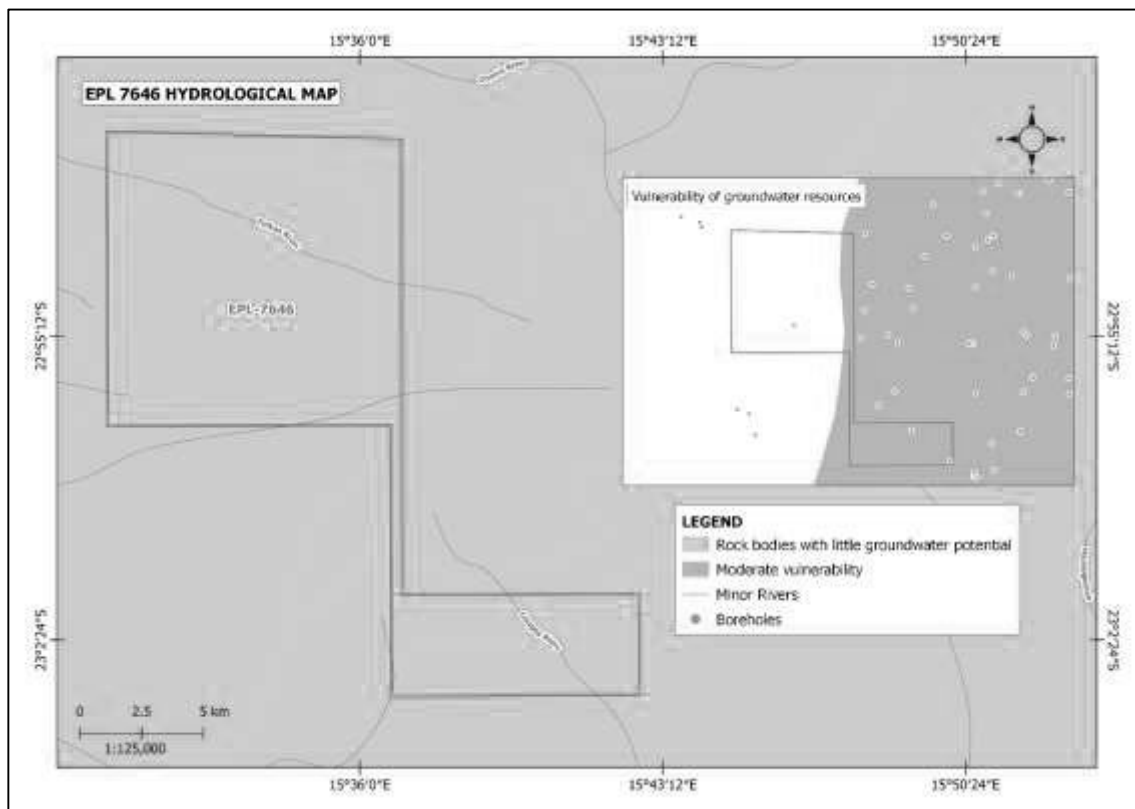 15°36'0"E
15°43'12"E
15°50'24"E
EPL 7646 HYDROLOGICAL MAP
Vulnerability of groundwater resources
EPL-7646
22°55'12"S
22°55'12"S
LEGEND
Rock bodies with little groundwater potential
Moderate vulnerability
Minor Rivers
Boreholes
23°2'24"S
23°2'24"S
0 2.5 5 km
1:125,000
15°36'0"E
15°43'12"E
15°50'24"E